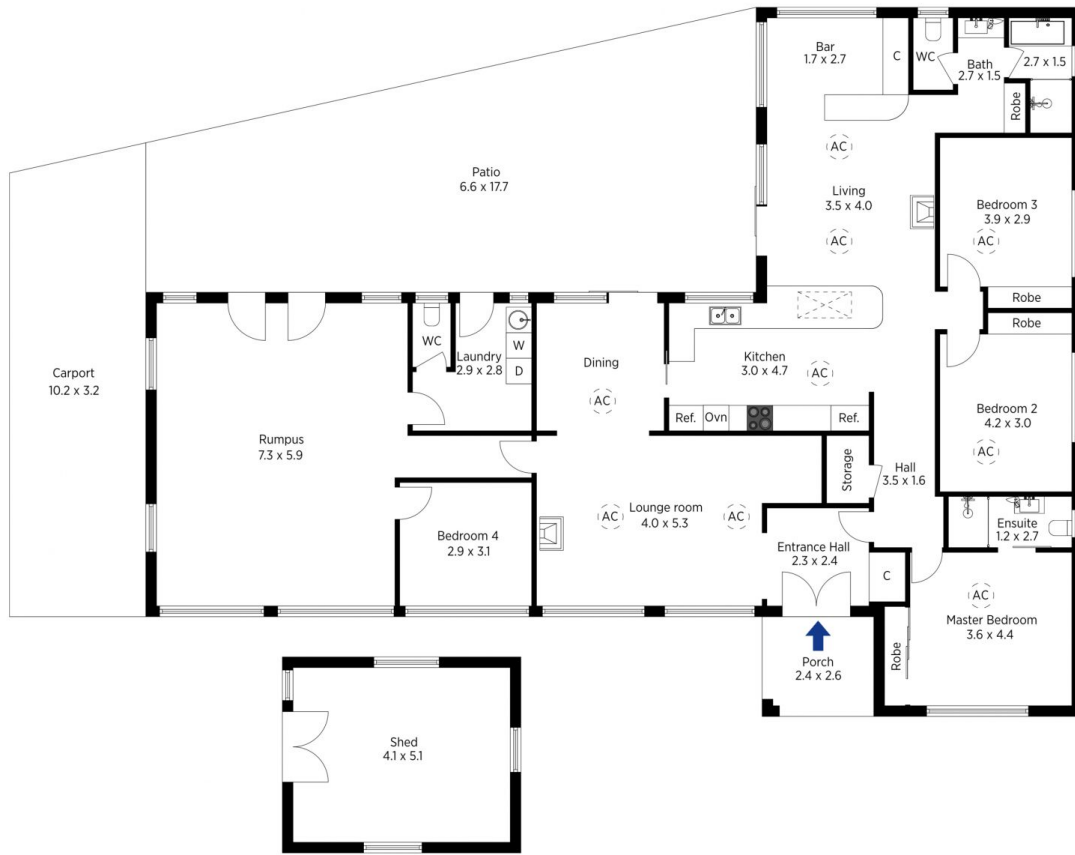 Bar
1.7 x 2.7
C
WC
Bath
2.7 x 1.5
2.7 x 1.5
Robe
AC
Patio
6.6 x 17.7
Living
3.5 x 4.0
AC
Bedroom 3
3.9 x 2.9
AC
Robe
Robe
WC
Laundry
2.9 x 2.8
W
D
Dining
AC
Kitchen
3.0 x 4.7
AC
Ref.
Ovn
Ref.
Carport
10.2 x 3.2
Bedroom 2
4.2 x 3.0
AC
Rumpus
7.3 x 5.9
Storage
Hall
3.5 x 1.6
Lounge room
4.0 x 5.3
AC
AC
Ensuite
1.2 x 2.7
Bedroom 4
2.9 x 3.1
Entrance Hall
2.3 x 2.4
C
AC
Master Bedroom
3.6 x 4.4
Robe
Porch
2.4 x 2.6
Shed
4.1 x 5.1